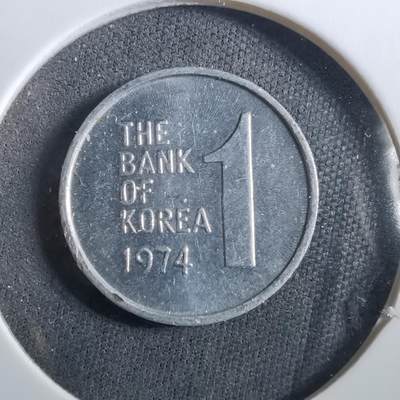 THE
BANK
OF
KOREA
1974
1